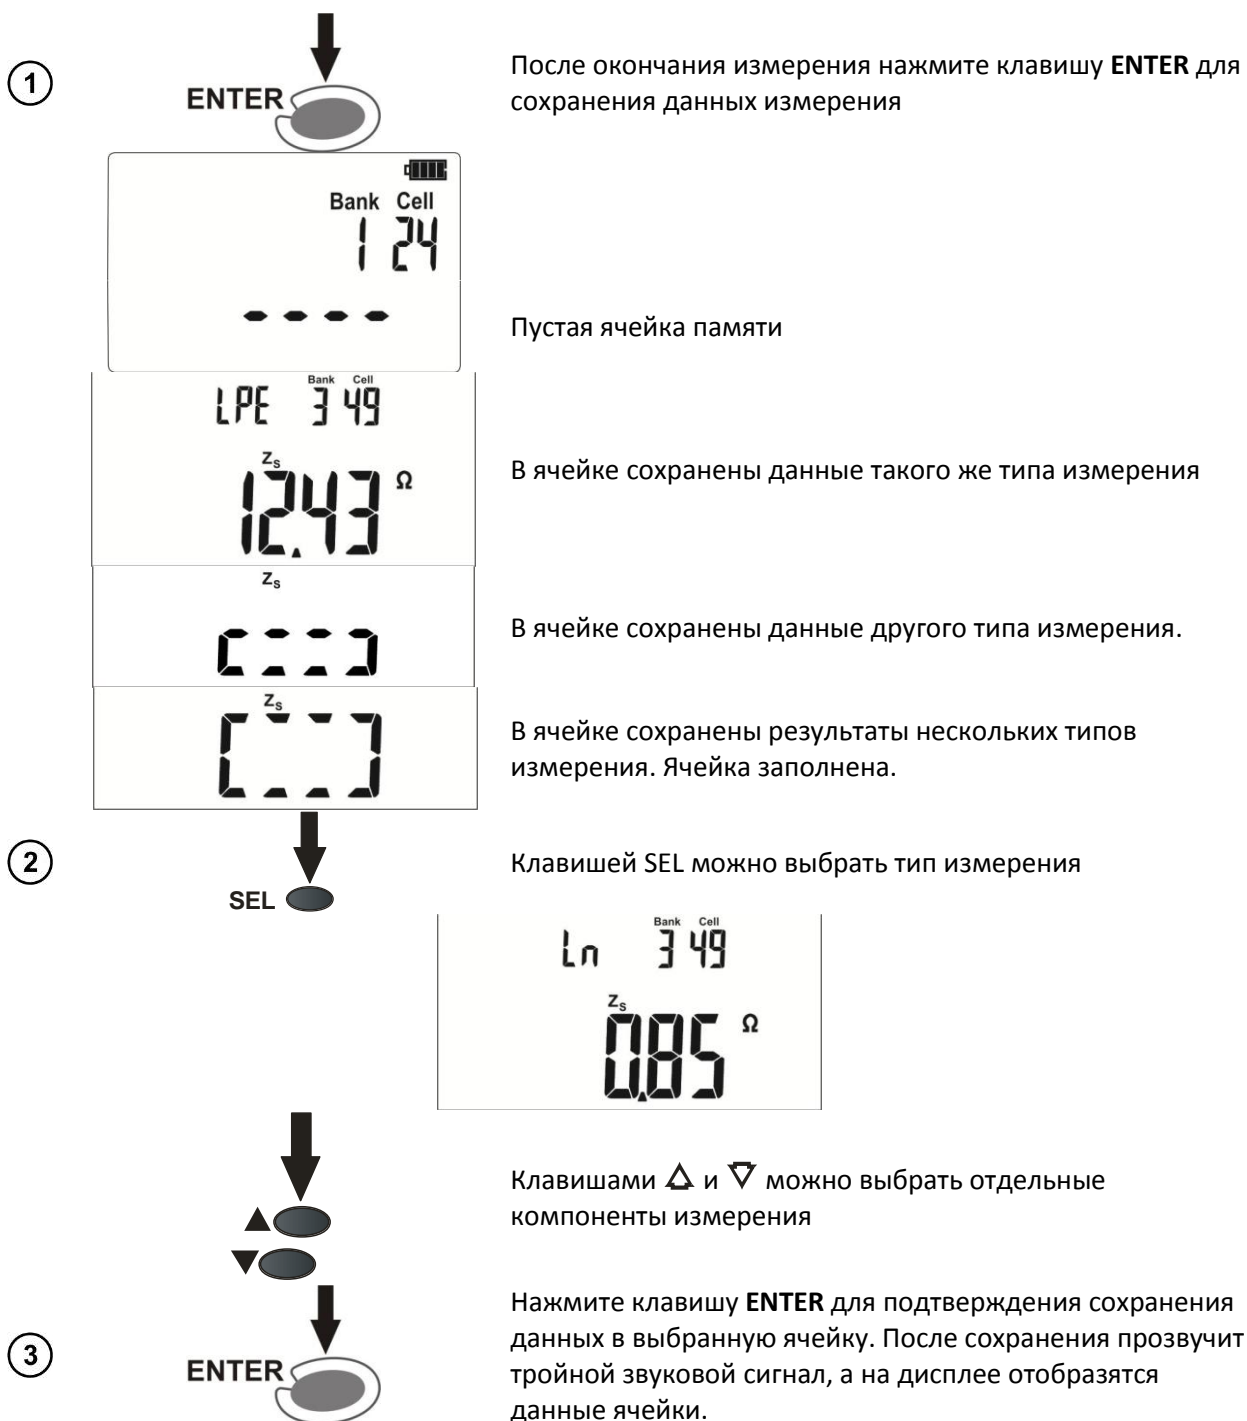 1
ENTER
После окончания измерения нажмите клавишу ENTER для
сохранения данных измерения
Bank Cell
1 24
- - - -
Пустая ячейка памяти
Bank Cell
LPE 3 49
Zs
12.43 Ω
В ячейке сохранены данные такого же типа измерения
Zs
В ячейке сохранены данные другого типа измерения.
Zs
В ячейке сохранены результаты нескольких типов
измерения. Ячейка заполнена.
2
SEL
Клавишей SEL можно выбрать тип измерения
Bank Cell
Ln 3 49
Zs
0.85 Ω
Клавишами △ и ▽ можно выбрать отдельные
компоненты измерения
▲
▼
3
ENTER
Нажмите клавишу ENTER для подтверждения сохранения
данных в выбранную ячейку. После сохранения прозвучит
тройной звуковой сигнал, а на дисплее отобразятся
данные ячейки.